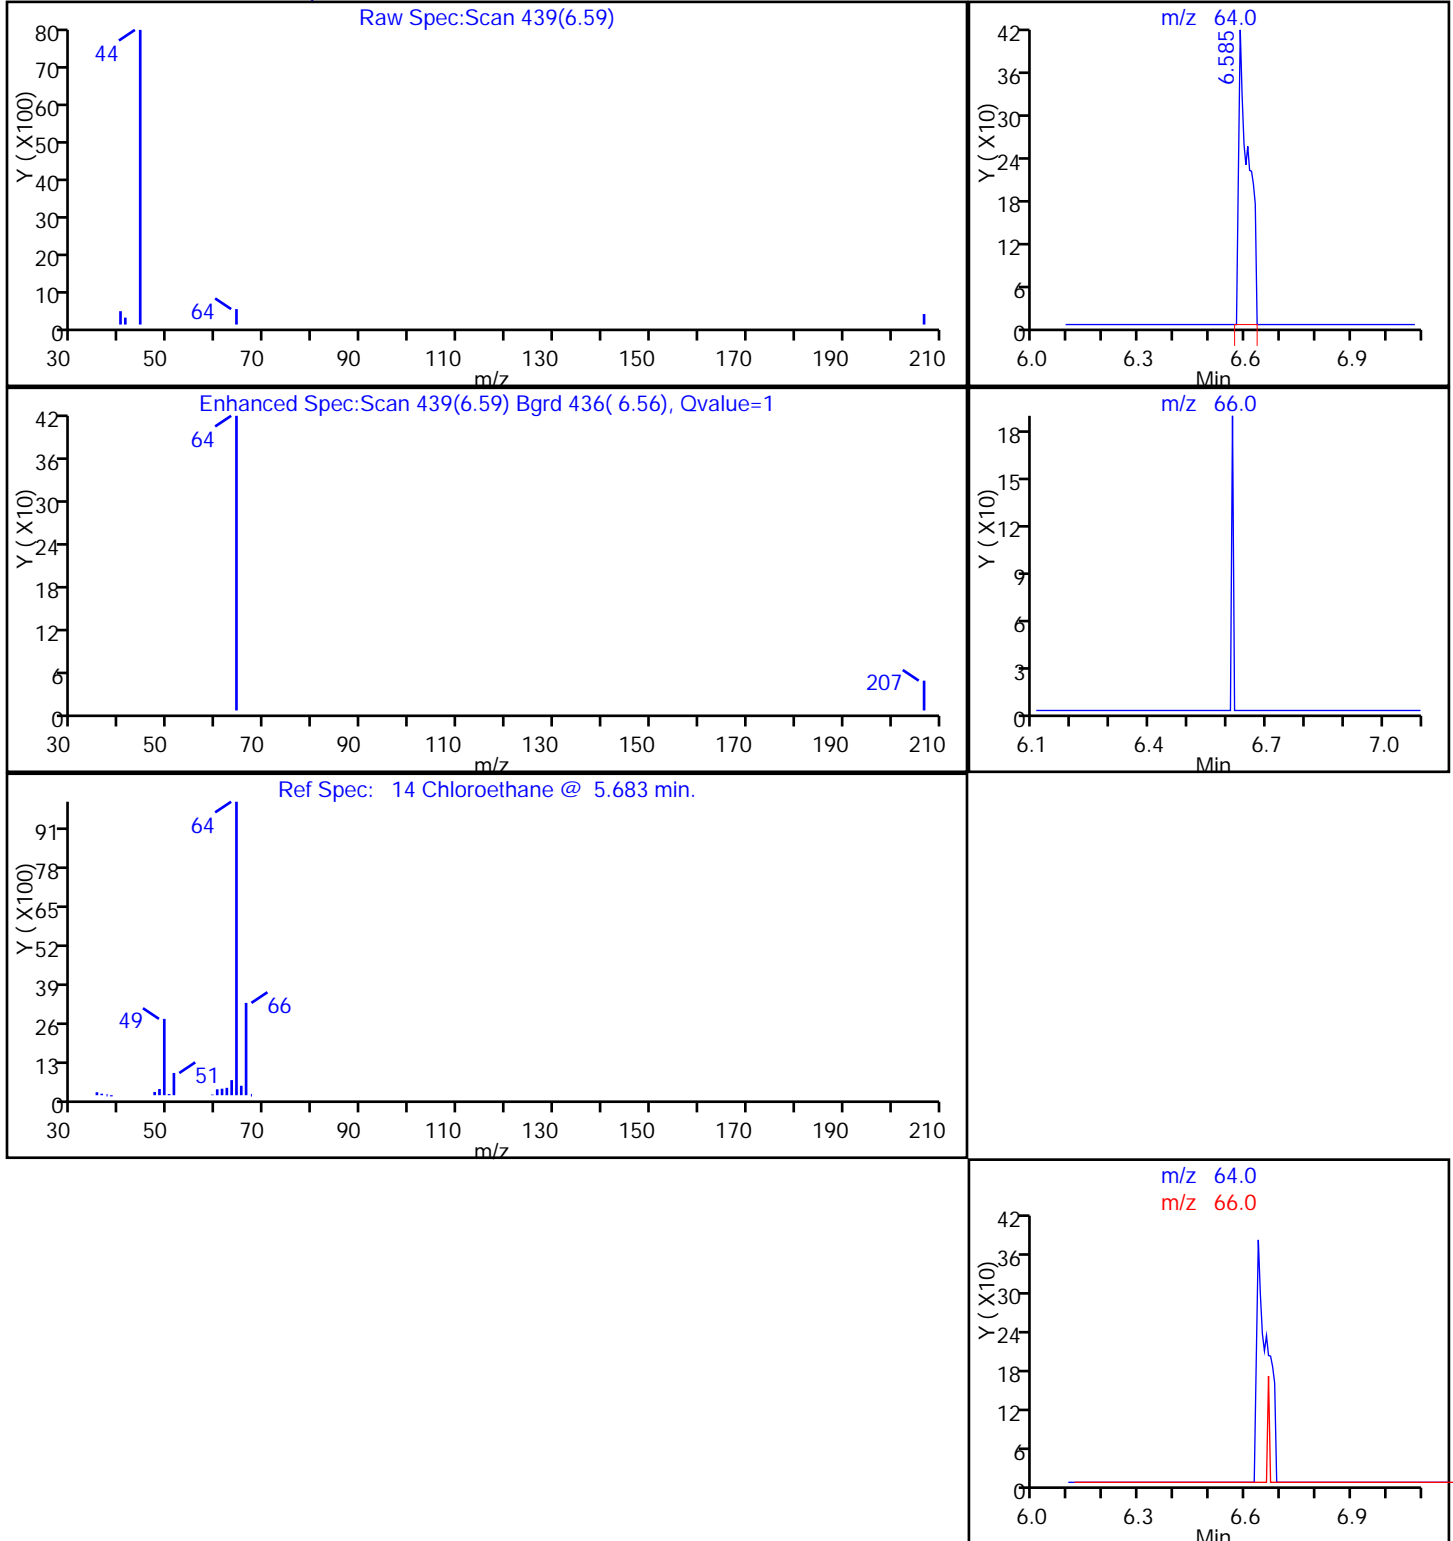 Raw Spec:Scan 439(6.59)
80
70
60
50
40
30
20
10
0
Y ( X100)
44
64
30 50 70 90 110 130 150 170 190 210
m/z
m/z 64.0
42
36
30
24
18
12
6
0
Y ( X10)
6.585
6.0 6.3 6.6 6.9
Min
Enhanced Spec:Scan 439(6.59) Bgrd 436( 6.56), Qvalue=1
42
36
30
24
18
12
6
0
Y ( X10)
64
207
30 50 70 90 110 130 150 170 190 210
m/z
m/z 66.0
18
15
12
9
6
3
0
Y ( X10)
6.1 6.4 6.7 7.0
Min
Ref Spec: 14 Chloroethane @ 5.683 min.
91
78
65
52
39
26
13
0
Y ( X100)
64
49
66
51
30 50 70 90 110 130 150 170 190 210
m/z
m/z 64.0
m/z 66.0
42
36
30
24
18
12
6
0
Y ( X10)
6.0 6.3 6.6 6.9
Min